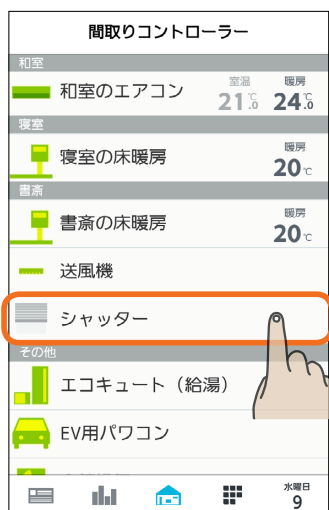 間取りコントローラー
和室
和室のエアコン 室温 21.0℃ 暖房 24.0℃
寝室
寝室の床暖房 暖房 20℃
書斎
書斎の床暖房 暖房 20℃
送風機
シャッター
その他
エコキュート（給湯）
EV用パワコン
水曜日
9